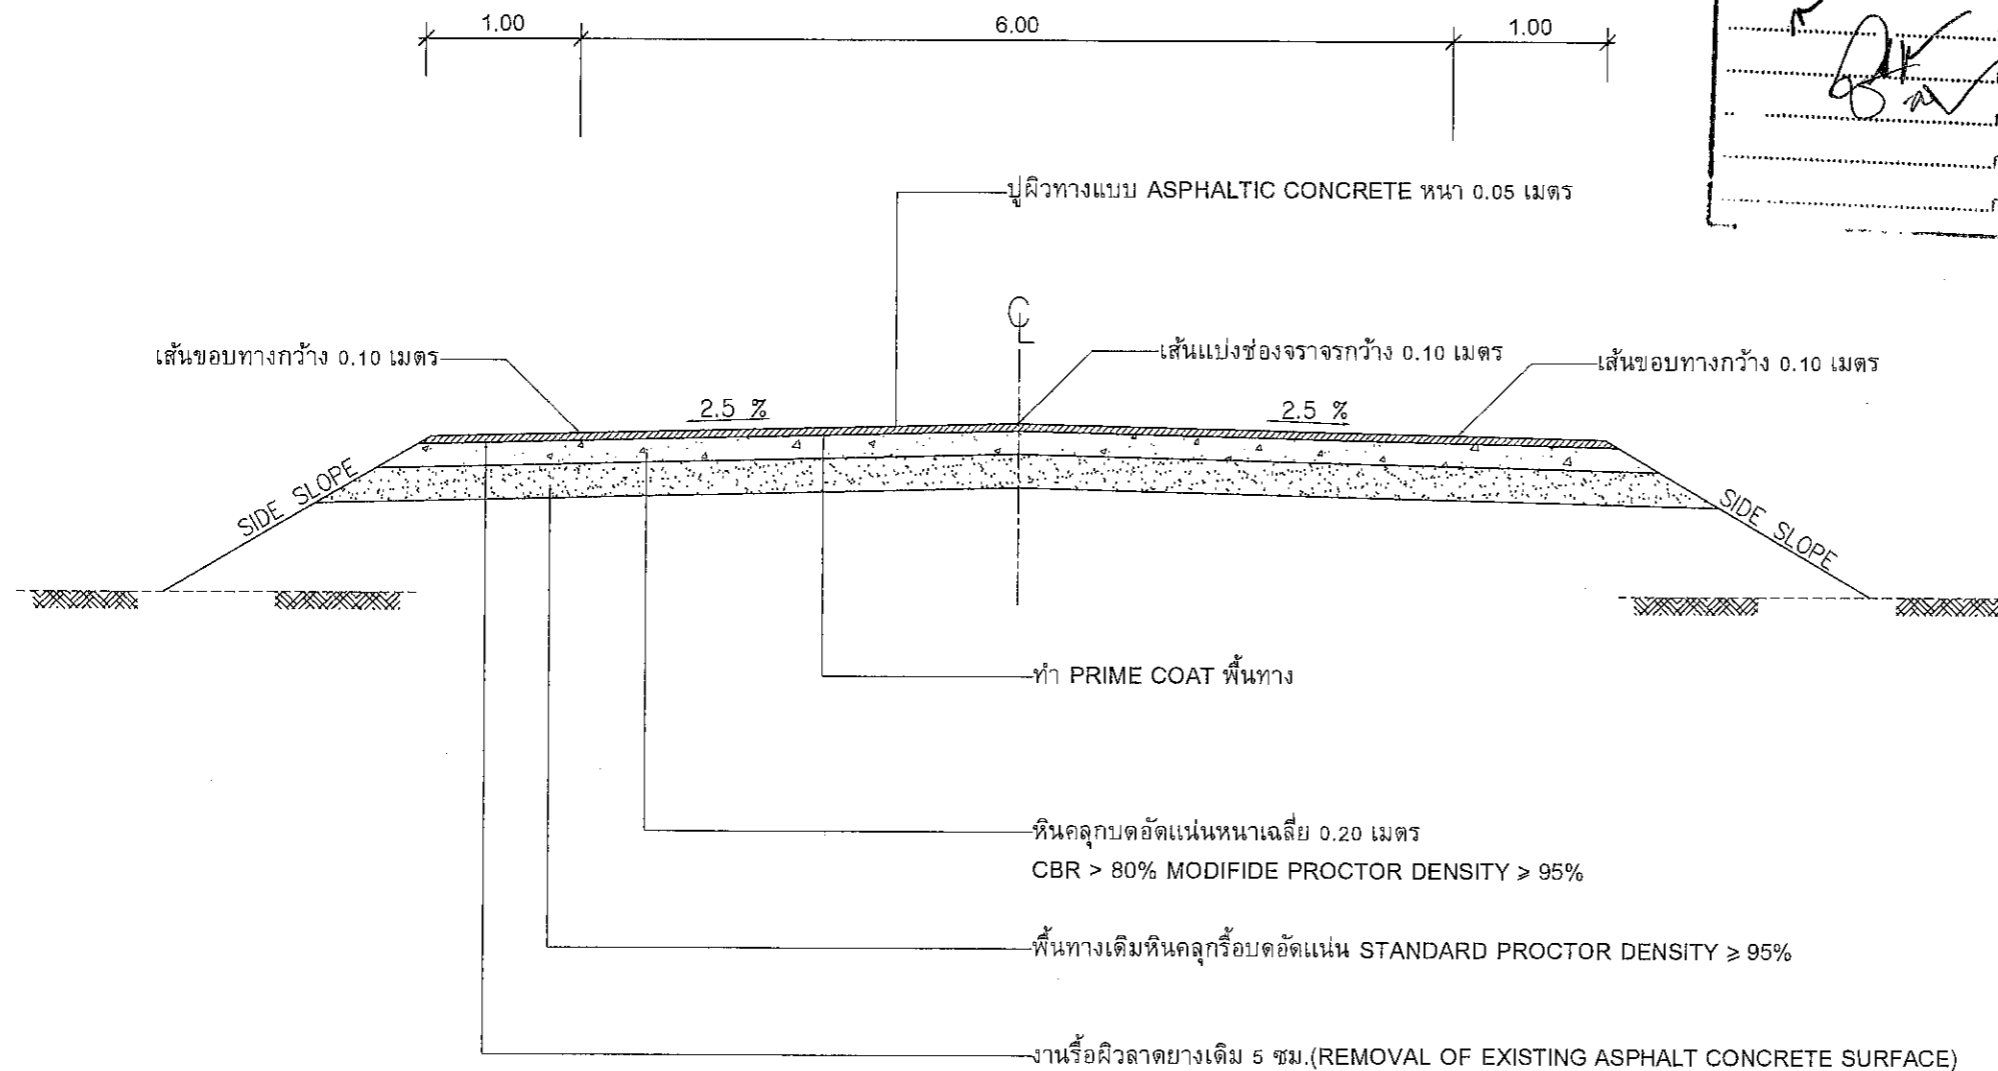 1.00 6.00 1.00
ปูผิวทางแบบ ASPHALTIC CONCRETE หนา 0.05 เมตร
CL
เส้นขอบทางกว้าง 0.10 เมตร
เส้นแบ่งช่องจราจรกว้าง 0.10 เมตร
เส้นขอบทางกว้าง 0.10 เมตร
2.5 %
2.5 %
SIDE SLOPE
SIDE SLOPE
ทำ PRIME COAT พื้นทาง
หินคลุกบดอัดแน่นหนาเฉลี่ย 0.20 เมตร
CBR > 80% MODIFIDE PROCTOR DENSITY ⩾ 95%
พื้นทางเดิมหินคลุกรื้อบดอัดแน่น STANDARD PROCTOR DENSITY ⩾ 95%
งานรื้อผิวลาดยางเดิม 5 ซม.(REMOVAL OF EXISTING ASPHALT CONCRETE SURFACE)